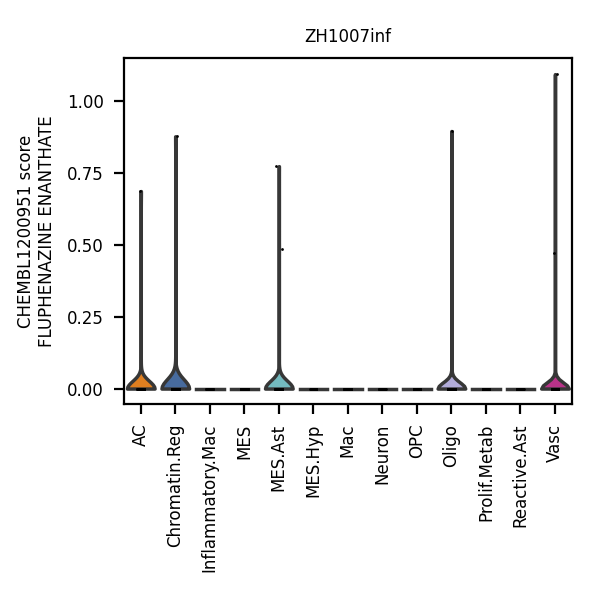 ZH1007inf
CHEMBL1200951 score
FLUPHENAZINE ENANTHATE
1.00
0.75
0.50
0.25
0.00
AC
Chromatin.Reg
Inflammatory.Mac
MES
MES.Ast
MES.Hyp
Mac
Neuron
OPC
Oligo
Prolif.Metab
Reactive.Ast
Vasc